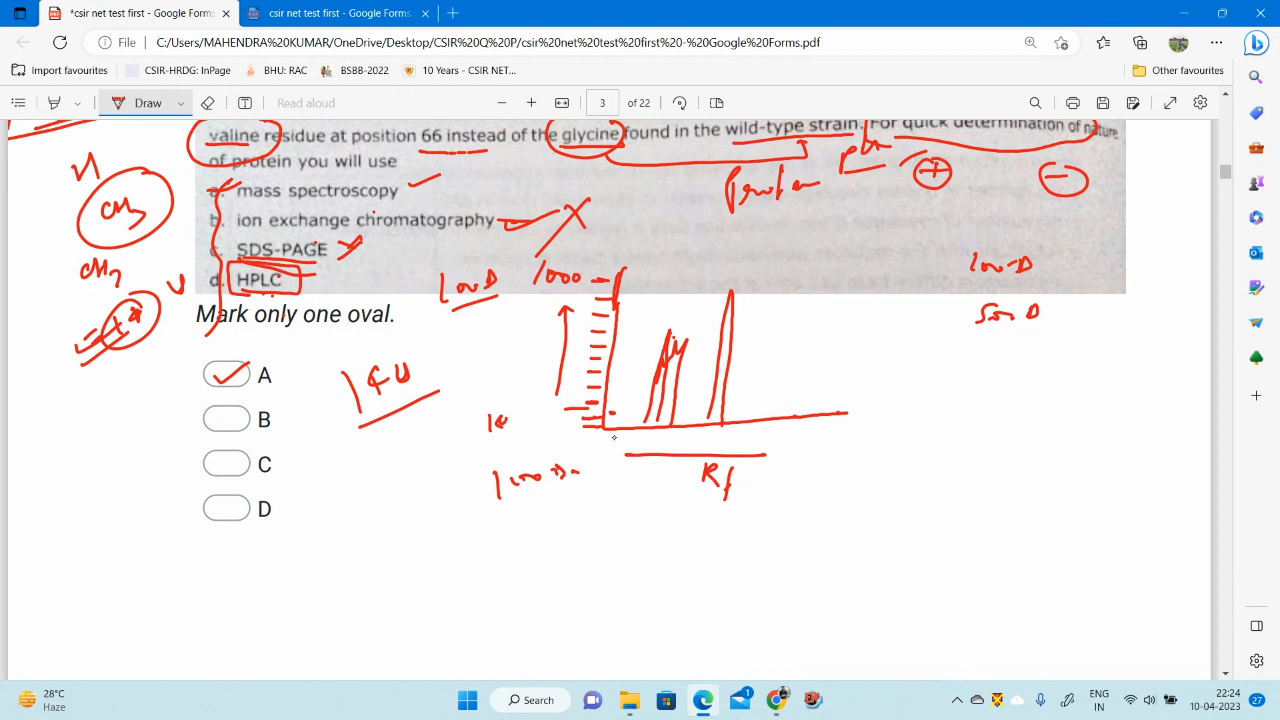 *csir net test first - Google Forms
csir net test first - Google Forms.
File
C:/Users/MAHENDRA%20KUMAR/OneDrive/Desktop/CSIR%20Q%20P/csir%20net%20test%20first%20-%20Google%20Forms.pdf
Import favourites
CSIR-HRDG: InPage
BHU: RAC
BSBB-2022
10 Years - CSIR NET...
Other favourites
Draw
Read aloud
3 of 22
valine residue at position 66 instead of the glycine found in the wild-type strain. For quick determination of nature
of protein you will use
a. mass spectroscopy
b. ion exchange chromatography
c. SDS-PAGE
d. HPLC
Mark only one oval.
A
B
C
D
CH3
1000
Rf
28°C
Haze
Search
1
ENG
IN
22:24
10-04-2023
27